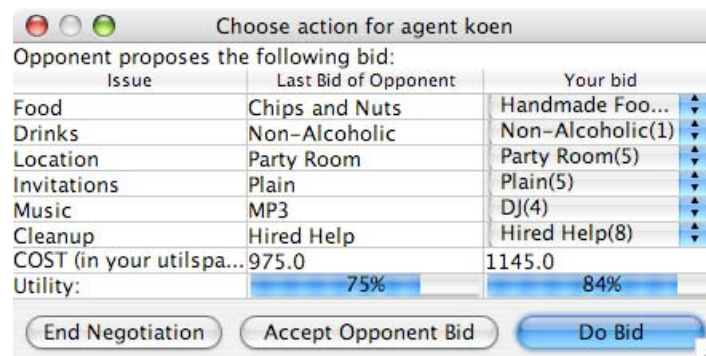 Choose action for agent koen
Opponent proposes the following bid:
Issue Last Bid of Opponent Your bid
Food Chips and Nuts Handmade Foo...
Drinks Non-Alcoholic Non-Alcoholic(1)
Location Party Room Party Room(5)
Invitations Plain Plain(5)
Music MP3 DJ(4)
Cleanup Hired Help Hired Help(8)
COST (in your utilspa... 975.0 1145.0
Utility: 75% 84%
End Negotiation Accept Opponent Bid Do Bid